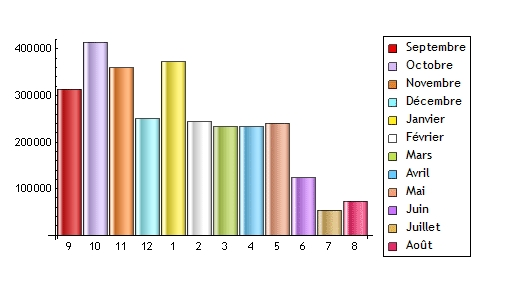 400000
300000
200000
100000
9 10 11 12 1 2 3 4 5 6 7 8
Septembre
Octobre
Novembre
Décembre
Janvier
Février
Mars
Avril
Mai
Juin
Juillet
Août